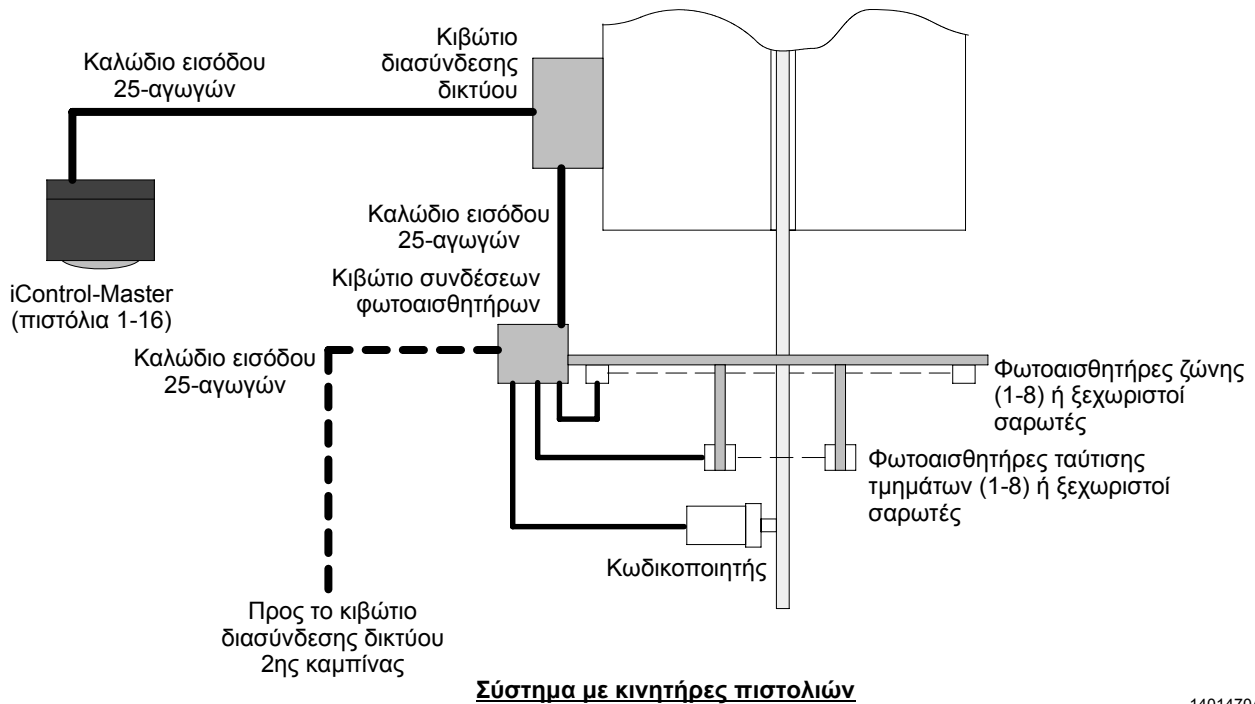 Καλώδιο εισόδου
25-αγωγών
Κιβώτιο
διασύνδεσης
δικτύου
Καλώδιο εισόδου
25-αγωγών
iControl-Master
(πιστόλια 1-16)
Κιβώτιο συνδέσεων
φωτοαισθητήρων
Καλώδιο εισόδου
25-αγωγών
Φωτοαισθητήρες ζώνης
(1-8) ή ξεχωριστοί
σαρωτές
Φωτοαισθητήρες ταύτισης
τμημάτων (1-8) ή ξεχωριστοί
σαρωτές
Κωδικοποιητής
Προς το κιβώτιο
διασύνδεσης δικτύου
2ης καμπίνας
Σύστημα με κινητήρες πιστολιών